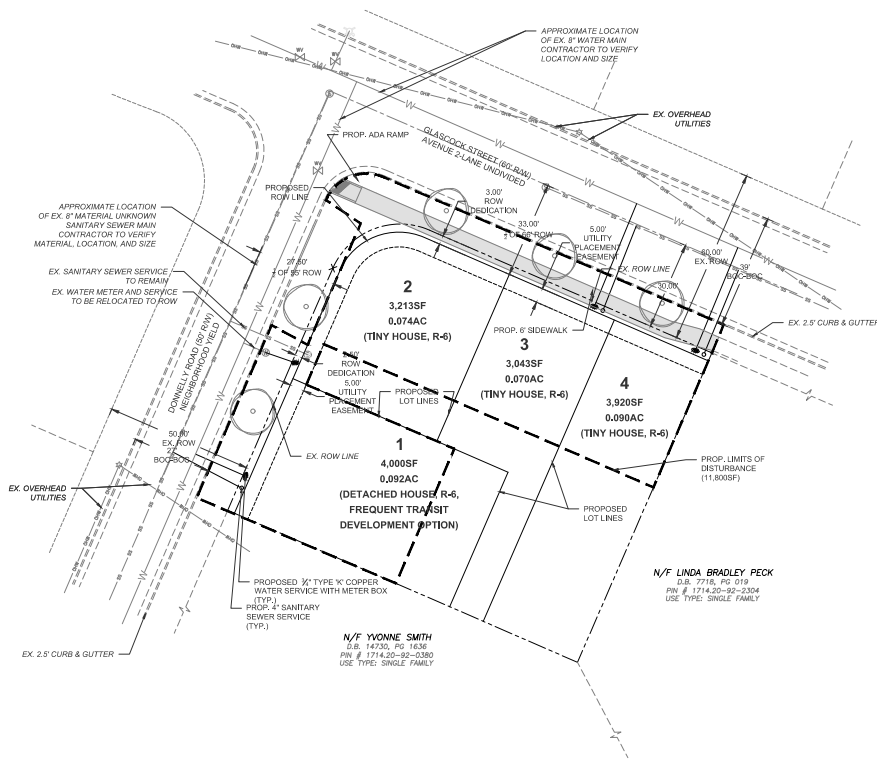 APPROXIMATE LOCATION
OF EX. 8" WATER MAIN
CONTRACTOR TO VERIFY
LOCATION AND SIZE
EX. OVERHEAD
UTILITIES
GLASCOCK STREET (60' R/W)
AVENUE 2-LANE UNDIVIDED
PROP. ADA RAMP
PROPOSED
ROW LINE
3.00'
ROW
DEDICATION
33.00'
½ OF 66' ROW
5.00'
UTILITY
PLACEMENT
EASEMENT
EX. ROW LINE
60.00'
EX. ROW
39'
BOC-BOC
30.00'
APPROXIMATE LOCATION
OF EX. 8" MATERIAL UNKNOWN
SANITARY SEWER MAIN
CONTRACTOR TO VERIFY
MATERIAL, LOCATION, AND SIZE
EX. SANITARY SEWER SERVICE
TO REMAIN
EX. WATER METER AND SERVICE
TO BE RELOCATED TO ROW
27.50'
½ OF 55' ROW
2
3,213SF
0.074AC
(TINY HOUSE, R-6)
PROP. 6' SIDEWALK
EX. 2.5' CURB & GUTTER
3
3,043SF
0.070AC
(TINY HOUSE, R-6)
4
3,920SF
0.090AC
(TINY HOUSE, R-6)
DONNELLY ROAD (50' R/W)
NEIGHBORHOOD YIELD
2.50'
ROW
DEDICATION
5.00'
UTILITY
PLACEMENT
EASEMENT
PROPOSED
LOT LINES
EX. ROW LINE
50.00'
EX. ROW
BOC-BOC
1
4,000SF
0.092AC
(DETACHED HOUSE, R-6,
FREQUENT TRANSIT
DEVELOPMENT OPTION)
PROP. LIMITS OF
DISTURBANCE
(11,800SF)
PROPOSED
LOT LINES
EX. OVERHEAD
UTILITIES
PROPOSED ¾" TYPE 'K' COPPER
WATER SERVICE WITH METER BOX
(TYP.)
PROP. 4" SANITARY
SEWER SERVICE
(TYP.)
N/F LINDA BRADLEY PECK
D.B. 7718, PG 019
PIN # 1714.20-92-2304
USE TYPE: SINGLE FAMILY
N/F YVONNE SMITH
D.B. 14730, PG 1636
PIN # 1714.20-92-0380
USE TYPE: SINGLE FAMILY
EX. 2.5' CURB & GUTTER